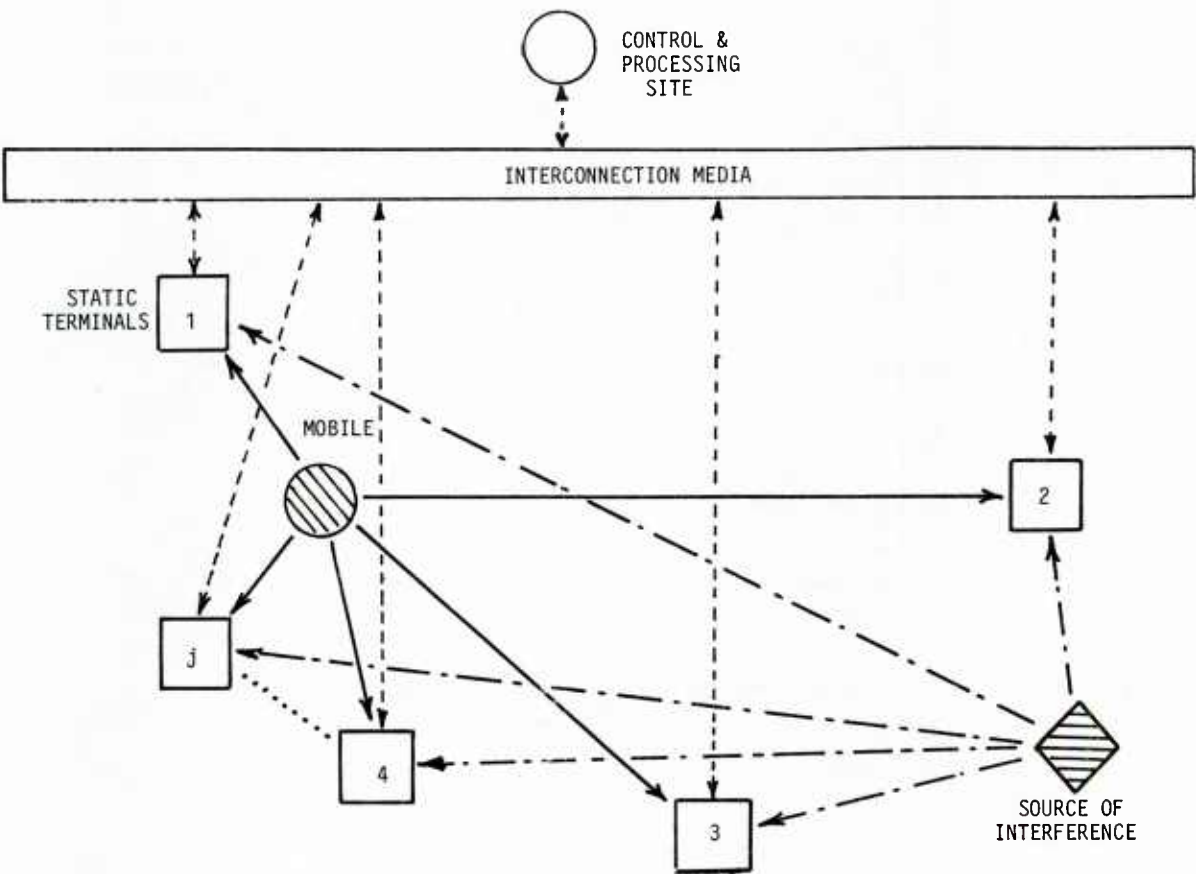 CONTROL &
PROCESSING
SITE
INTERCONNECTION MEDIA
STATIC
TERMINALS
1
MOBILE
2
j
4
3
SOURCE OF
INTERFERENCE